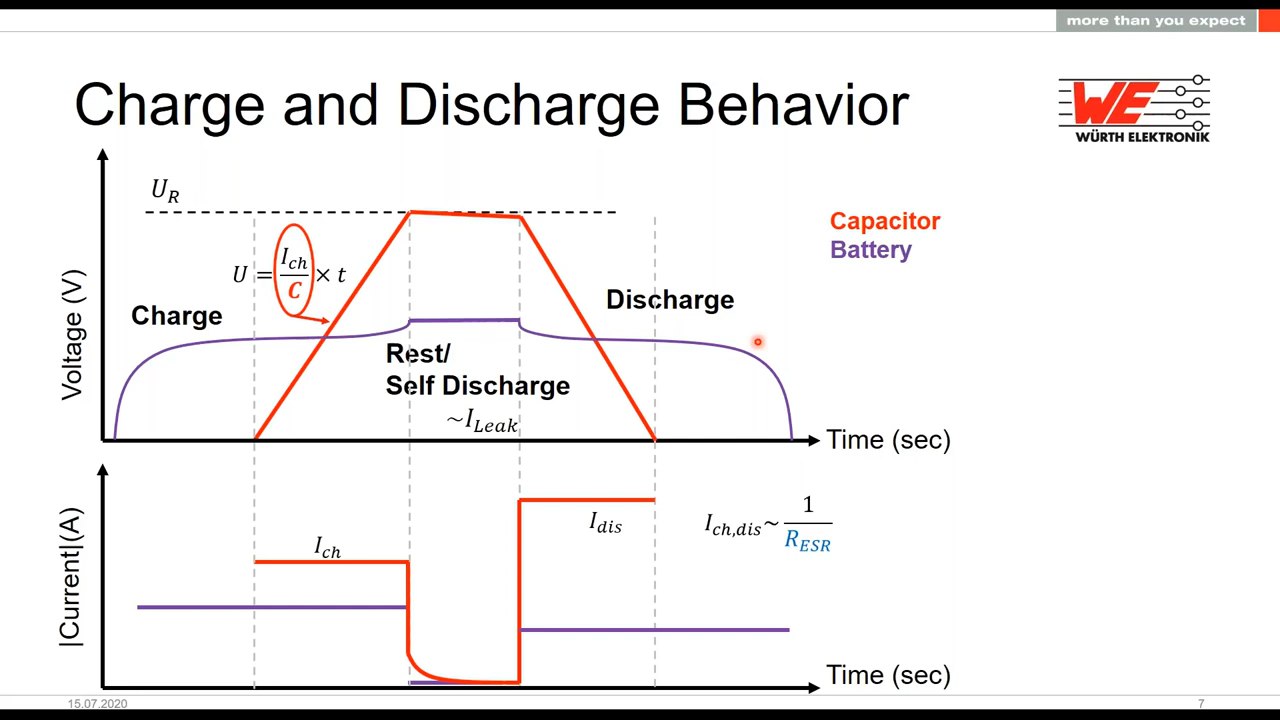 more than you expect
Charge and Discharge Behavior
WE
WÜRTH ELEKTRONIK
U_R
Capacitor
Battery
U = I_ch / C × t
Charge
Discharge
Voltage (V)
Rest/
Self Discharge
~I_Leak
Time (sec)
|Current|(A)
I_ch
I_dis
I_ch,dis ~ 1 / R_ESR
Time (sec)
15.07.2020
7